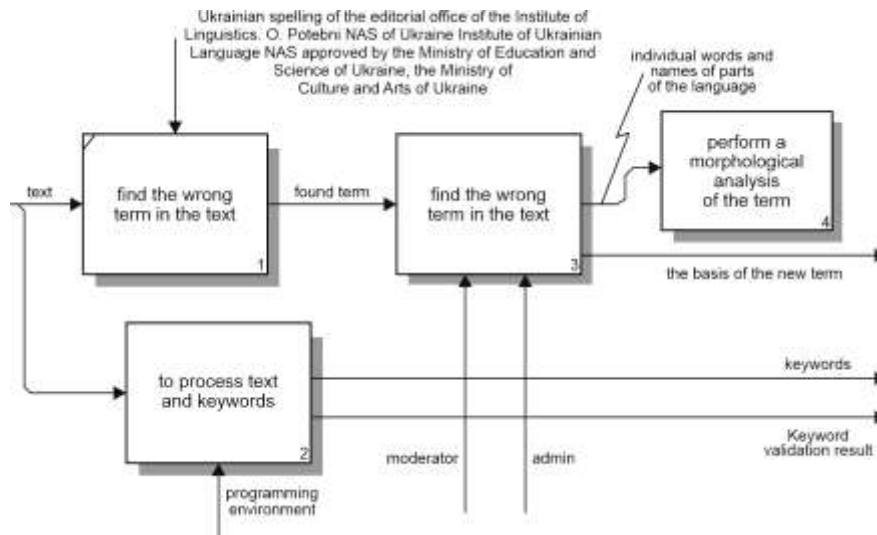 Ukrainian spelling of the editorial office of the Institute of
Linguistics. O. Potebni NAS of Ukraine Institute of Ukrainian
Language NAS approved by the Ministry of Education and
Science of Ukraine, the Ministry of
Culture and Arts of Ukraine
individual words and
names of parts
of the language
text
find the wrong
term in the text
1
found term
find the wrong
term in the text
3
perform a
morphological
analysis
of the term
4
the basis of the new term
to process text
and keywords
2
keywords
Keyword
validation result
moderator
admin
programming
environment